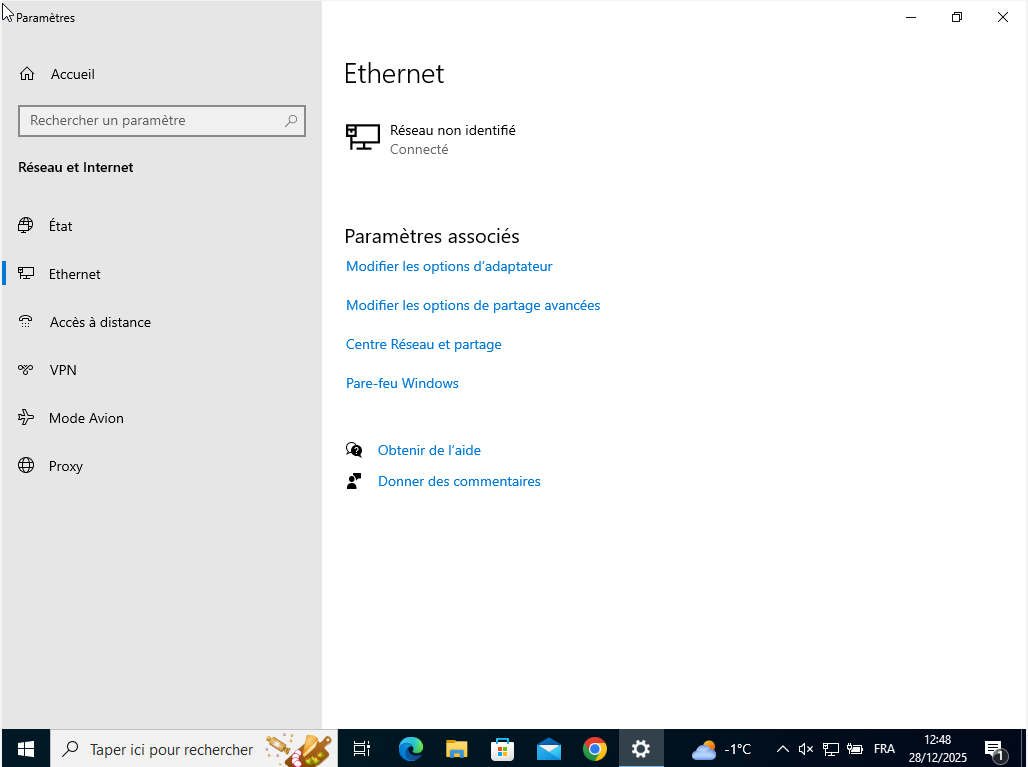 Paramètres
Accueil
Rechercher un paramètre
Réseau et Internet
État
Ethernet
Accès à distance
VPN
Mode Avion
Proxy
Ethernet
Réseau non identifié
Connecté
Paramètres associés
Modifier les options d’adaptateur
Modifier les options de partage avancées
Centre Réseau et partage
Pare-feu Windows
Obtenir de l’aide
Donner des commentaires
Taper ici pour rechercher
-1°C
FRA
12:48
28/12/2025
1